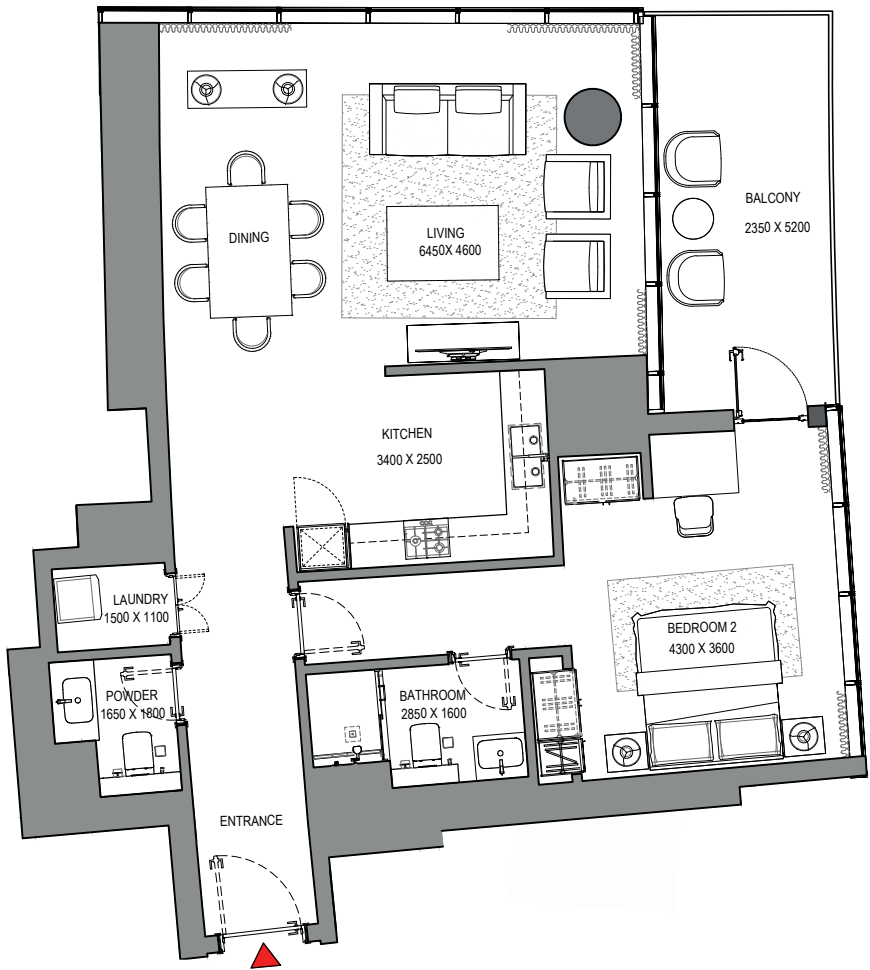 BALCONY
2350 X 5200
DINING
LIVING
6450X 4600
KITCHEN
3400 X 2500
LAUNDRY
1500 X 1100
BEDROOM 2
4300 X 3600
POWDER
1650 X 1800
BATHROOM
2850 X 1600
ENTRANCE